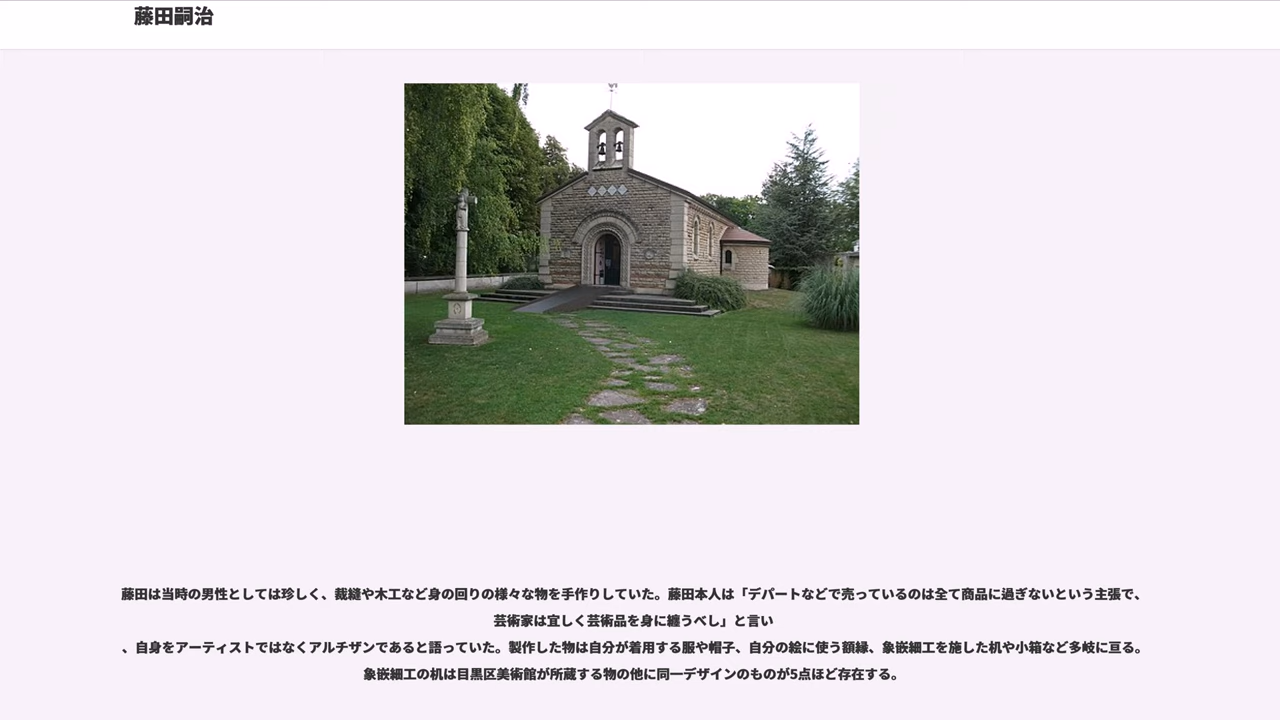 藤田嗣治
藤田は当時の男性としては珍しく、裁縫や木工など身の回りの様々な物を手作りしていた。藤田本人は「デパートなどで売っているのは全て商品に過ぎないという主張で、
芸術家は宜しく芸術品を身に纏うべし」と言い
、自身をアーティストではなくアルチザンであると語っていた。製作した物は自分が着用する服や帽子、自分の絵に使う額縁、象嵌細工を施した机や小箱など多岐に亘る。
象嵌細工の机は目黒区美術館が所蔵する物の他に同一デザインのものが5点ほど存在する。